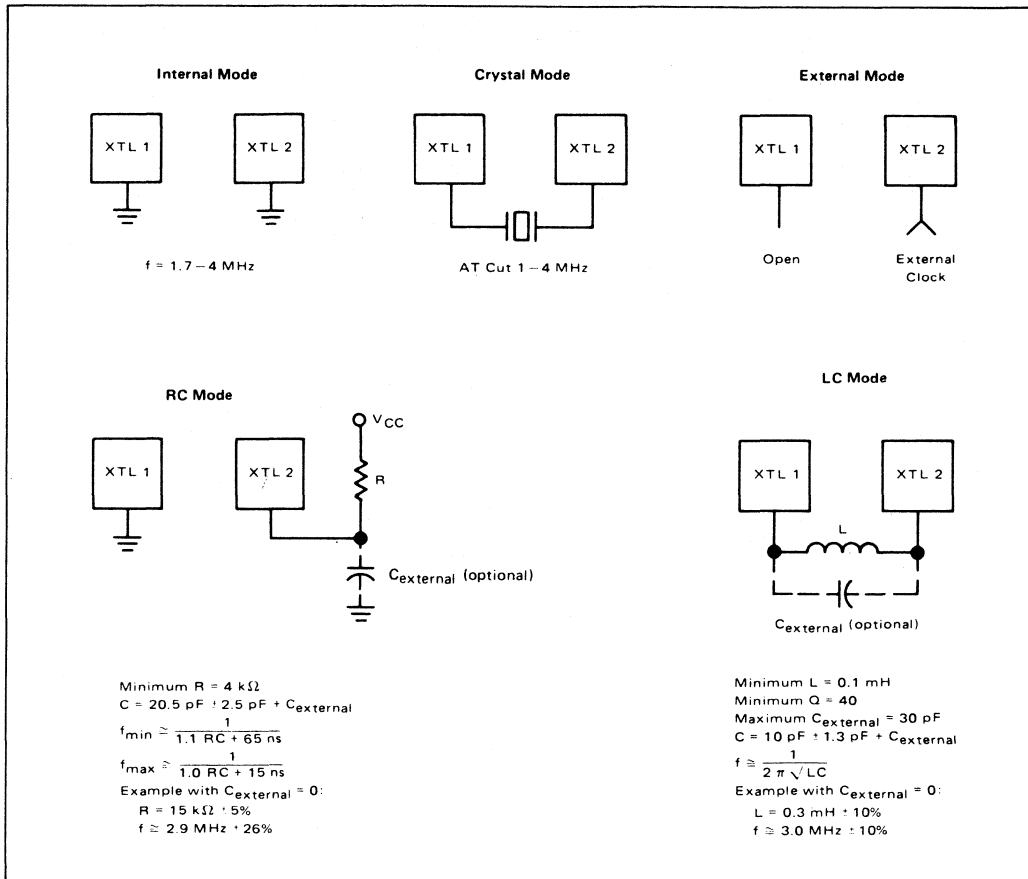 Internal Mode
XTL 1
XTL 2
f = 1.7–4 MHz
Crystal Mode
XTL 1
XTL 2
AT Cut 1–4 MHz
External Mode
XTL 1
XTL 2
Open
External
Clock
RC Mode
XTL 1
XTL 2
VCC
R
Cexternal (optional)
Minimum R = 4 kΩ
C = 20.5 pF ± 2.5 pF + Cexternal
fmin ≅ 1 / 1.1 RC + 65 ns
fmax ≅ 1 / 1.0 RC + 15 ns
Example with Cexternal = 0:
R = 15 kΩ ± 5%
f ≅ 2.9 MHz ± 26%
LC Mode
XTL 1
XTL 2
L
Cexternal (optional)
Minimum L = 0.1 mH
Minimum Q = 40
Maximum Cexternal = 30 pF
C = 10 pF ± 1.3 pF + Cexternal
f ≅ 1 / 2 π √LC
Example with Cexternal = 0:
L = 0.3 mH ± 10%
f ≅ 3.0 MHz ± 10%